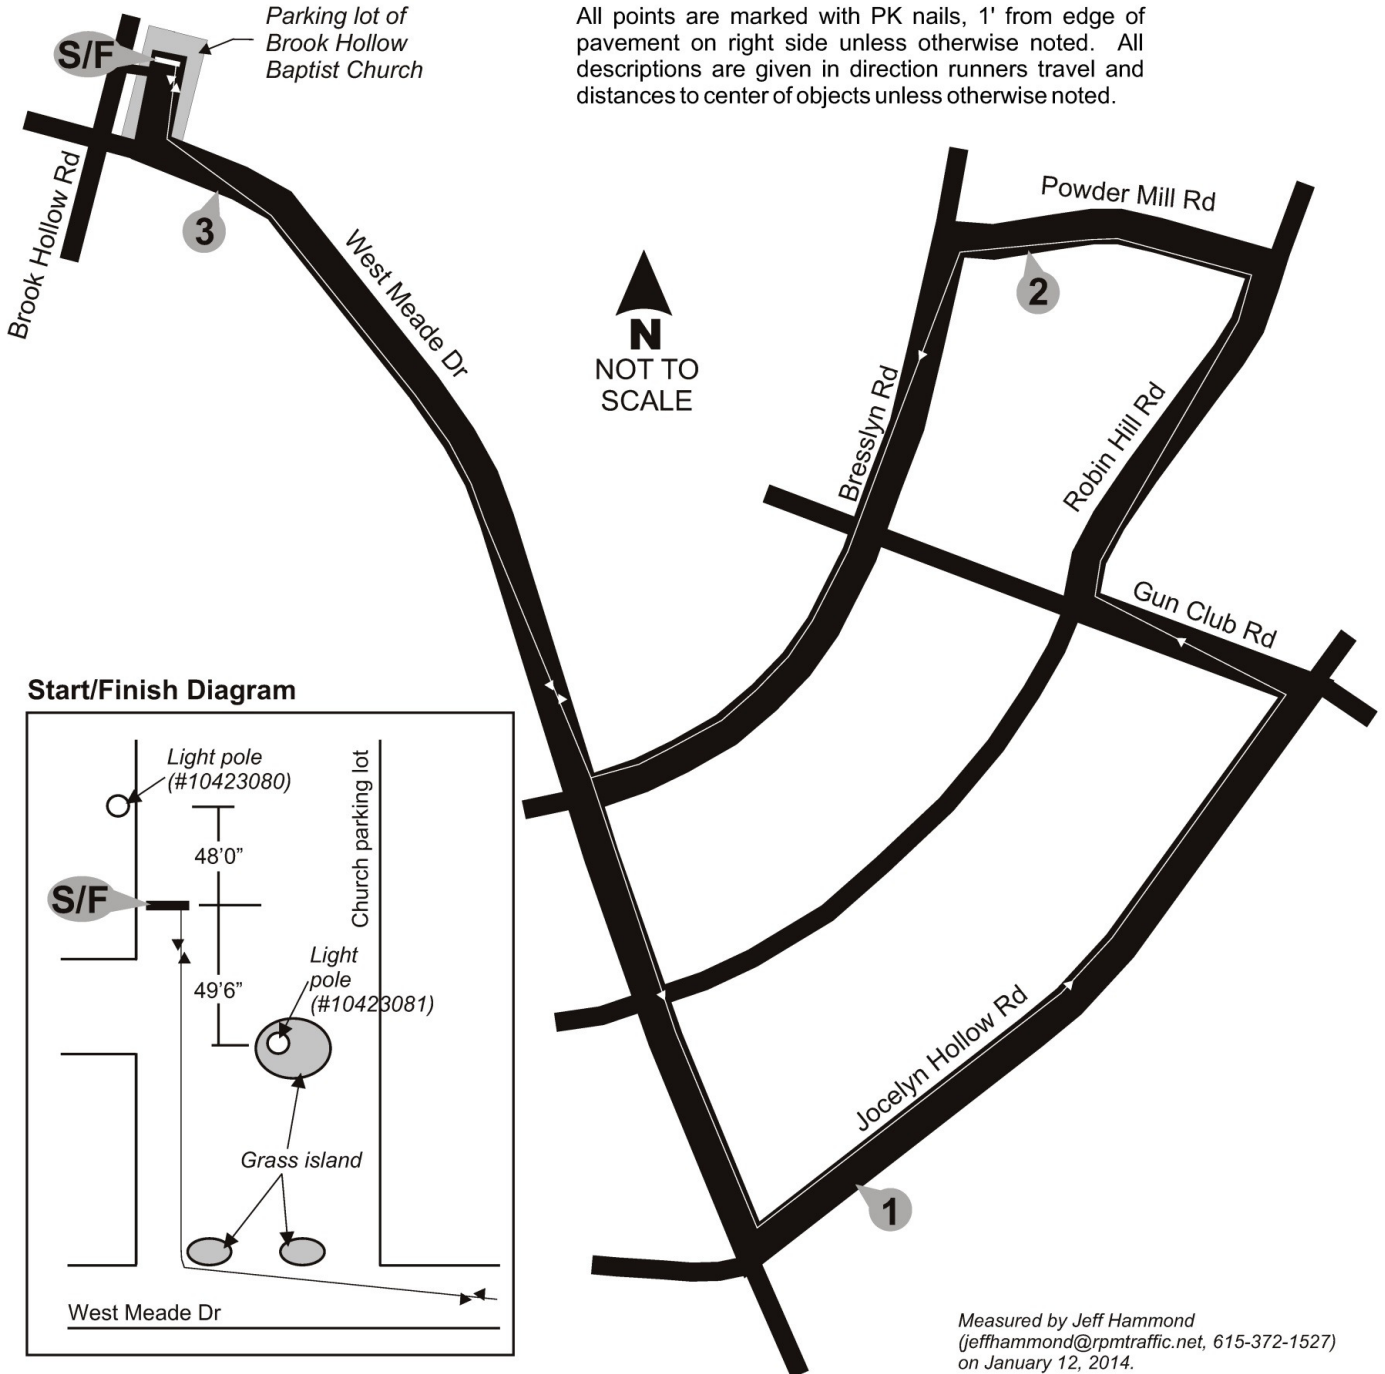 Parking lot of
Brook Hollow
Baptist Church
All points are marked with PK nails, 1' from edge of
pavement on right side unless otherwise noted. All
descriptions are given in direction runners travel and
distances to center of objects unless otherwise noted.
S/F
Brook Hollow Rd
3
West Meade Dr
N
NOT TO
SCALE
Powder Mill Rd
2
Bresslyn Rd
Robin Hill Rd
Gun Club Rd
Jocelyn Hollow Rd
1
Start/Finish Diagram
Light pole
(#10423080)
Church parking lot
48'0”
S/F
49'6”
Light
pole
(#10423081)
Grass island
West Meade Dr
Measured by Jeff Hammond
(jeffhammond@rpmtraffic.net, 615-372-1527)
on January 12, 2014.